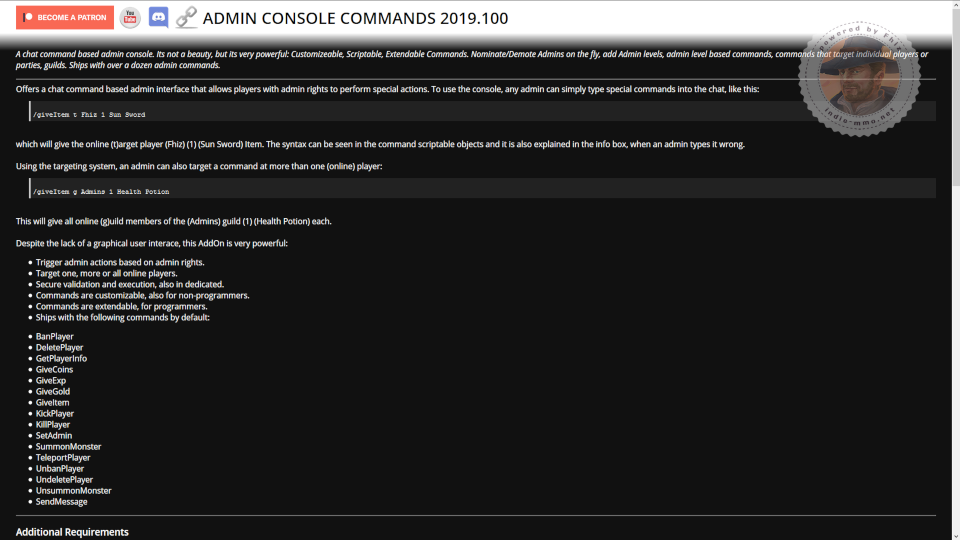 BECOME A PATRON
You
Tube
ADMIN CONSOLE COMMANDS 2019.100
Powered by Fhiz
A chat command based admin console. Its not a beauty, but its very powerful: Customizeable, Scriptable, Extendable Commands. Nominate/Demote Admins on the fly, add Admin levels, admin level based commands, commands that target individual players or
parties, guilds. Ships with over a dozen admin commands.
indie-mmo.net
Offers a chat command based admin interface that allows players with admin rights to perform special actions. To use the console, any admin can simply type special commands into the chat, like this:
/giveItem t Fhiz 1 Sun Sword
which will give the online (t)arget player (Fhiz) (1) (Sun Sword) Item. The syntax can be seen in the command scriptable objects and it is also explained in the info box, when an admin types it wrong.
Using the targeting system, an admin can also target a command at more than one (online) player:
/giveItem g Admins 1 Health Potion
This will give all online (g)uild members of the (Admins) guild (1) (Health Potion) each.
Despite the lack of a graphical user interace, this AddOn is very powerful:
• Trigger admin actions based on admin rights.
• Target one, more or all online players.
• Secure validation and execution, also in dedicated.
• Commands are customizable, also for non-programmers.
• Commands are extendable, for programmers.
• Ships with the following commands by default:
• BanPlayer
• DeletePlayer
• GetPlayerInfo
• GiveCoins
• GiveExp
• GiveGold
• GiveItem
• KickPlayer
• KillPlayer
• SetAdmin
• SummonMonster
• TeleportPlayer
• UnbanPlayer
• UndeletePlayer
• UnsummonMonster
• SendMessage
Additional Requirements